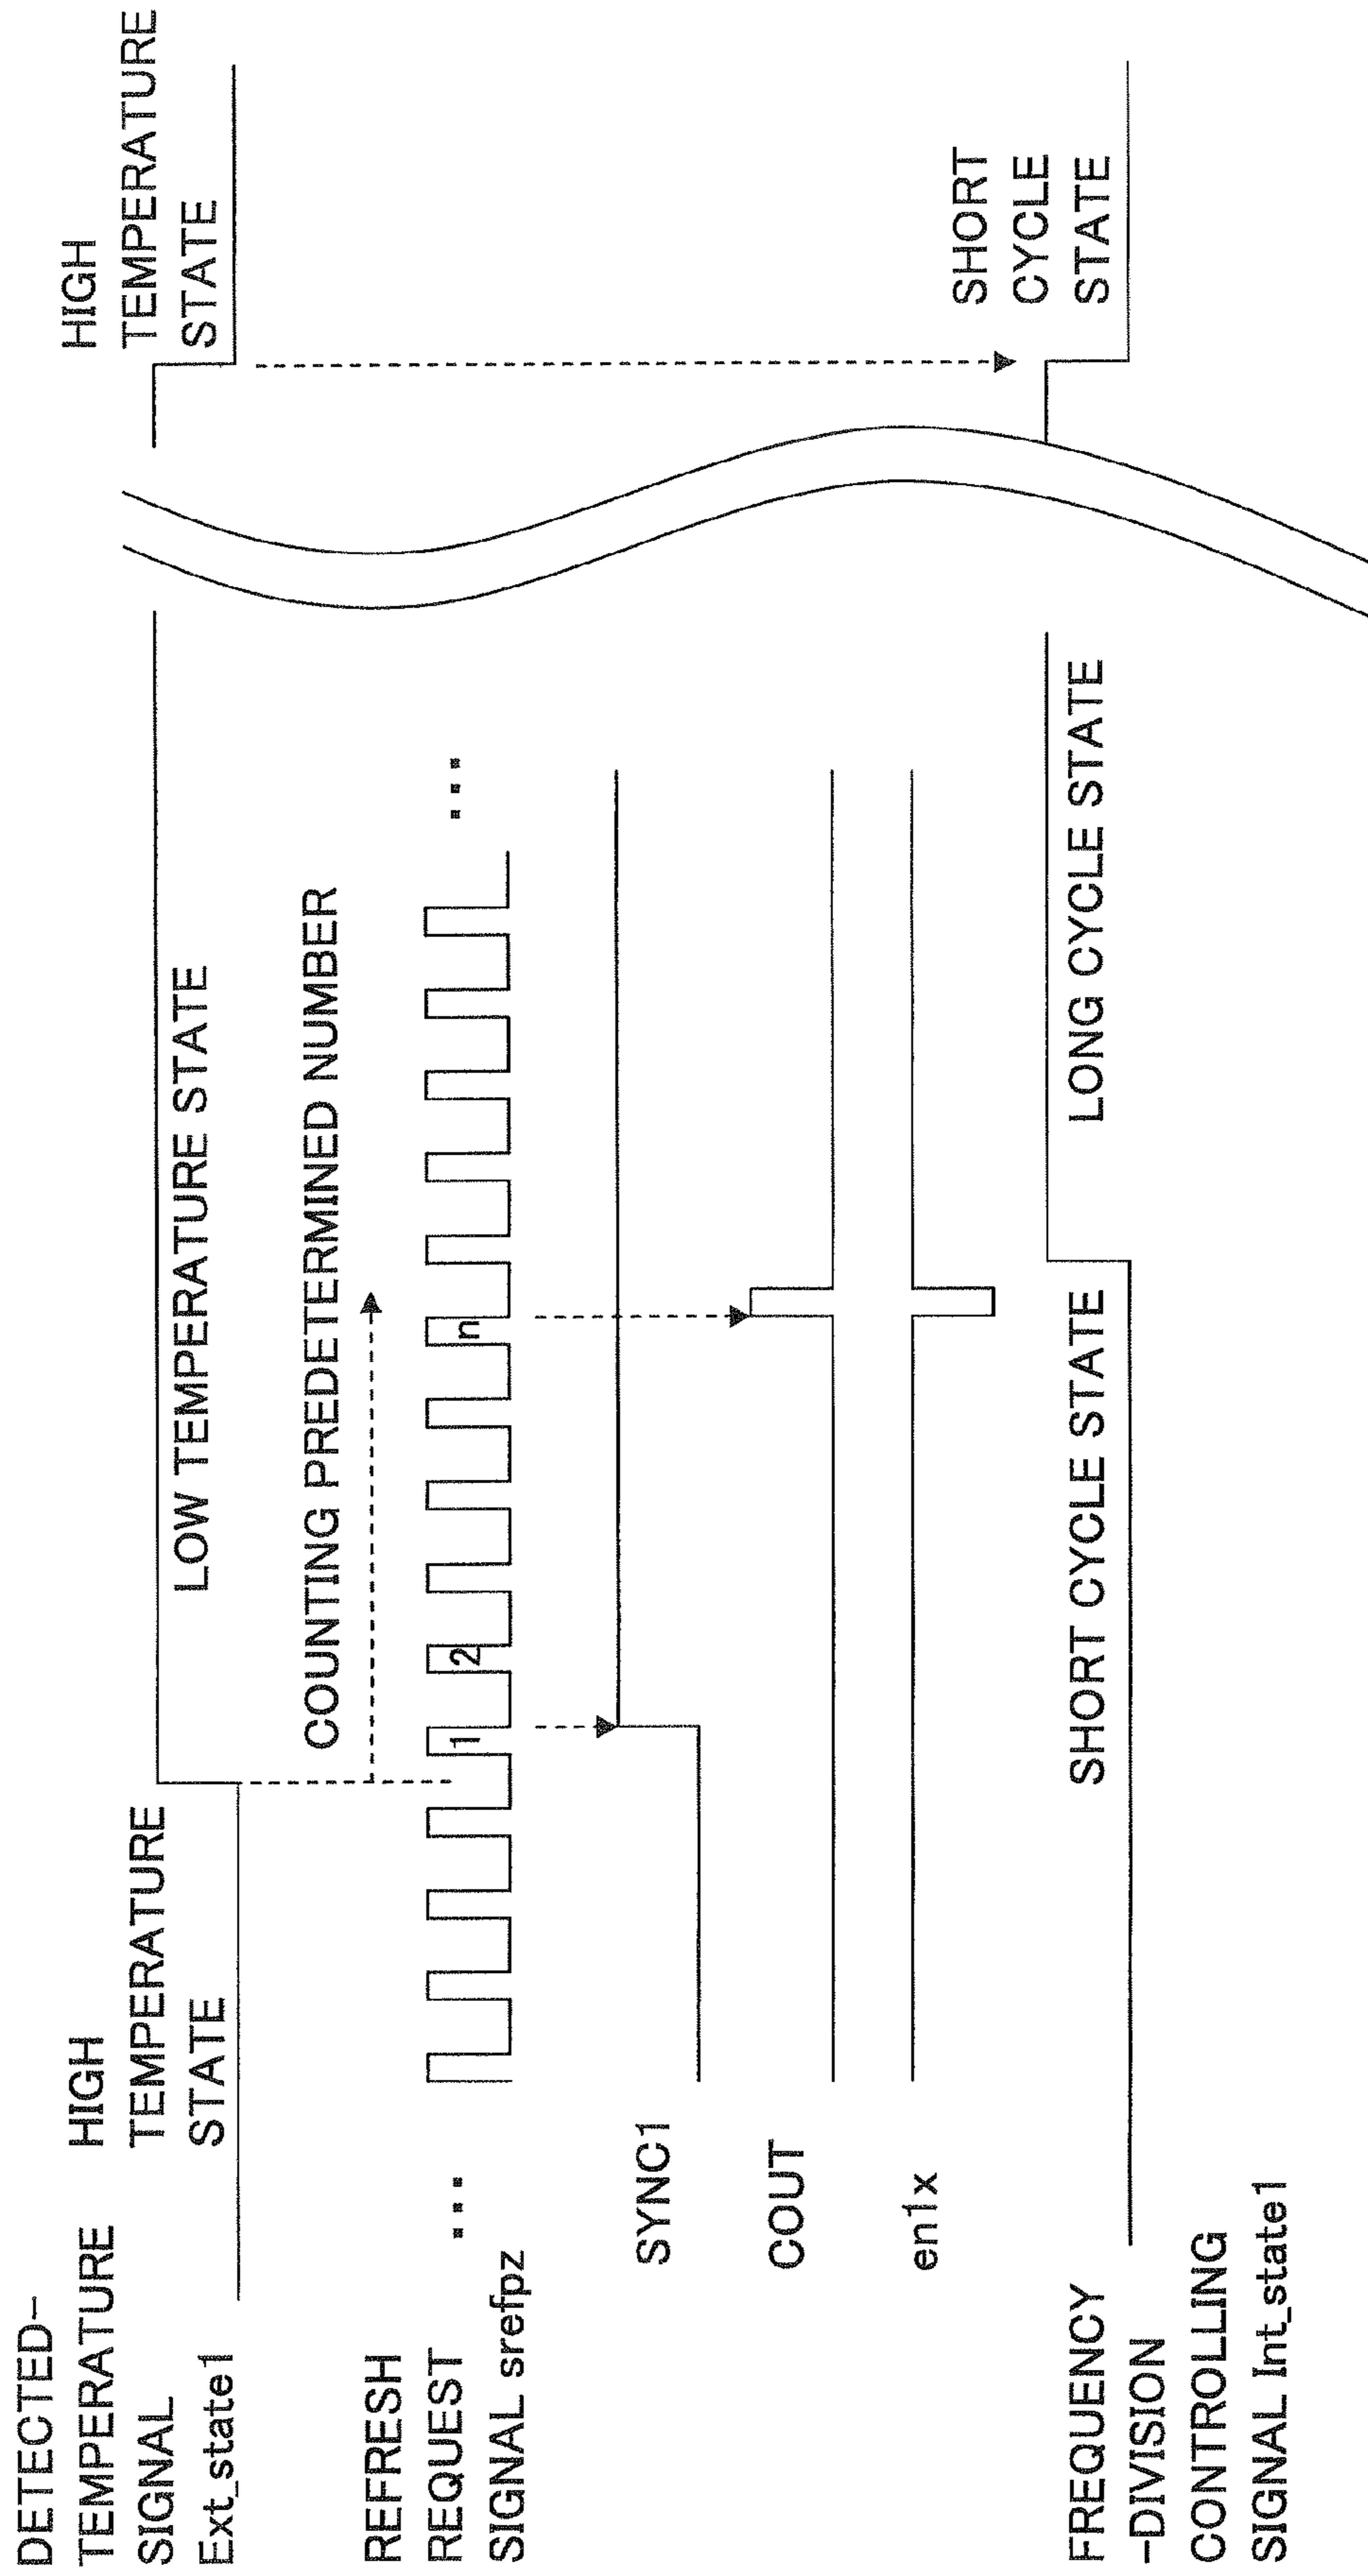 DETECTED-
TEMPERATURE
SIGNAL
Ext_state1
HIGH
TEMPERATURE
STATE
LOW TEMPERATURE STATE
HIGH
TEMPERATURE
STATE
COUNTING PREDETERMINED NUMBER
REFRESH
REQUEST
SIGNAL srefpz
...
1
2
n
...
SYNC1
COUT
en1x
FREQUENCY
-DIVISION
CONTROLLING
SIGNAL Int_state1
SHORT CYCLE STATE
LONG CYCLE STATE
SHORT
CYCLE
STATE